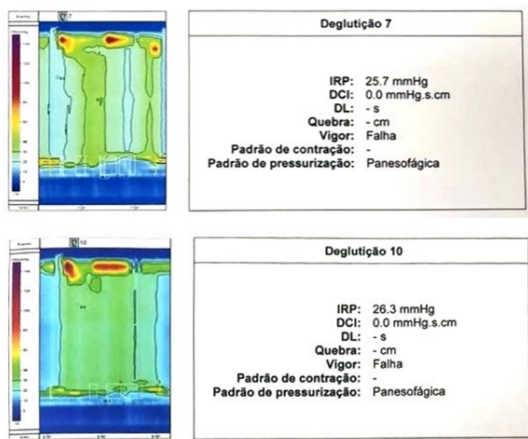 7
Deglutição 7
IRP: 25.7 mmHg
DCI: 0.0 mmHg.s.cm
DL: - s
Quebra: - cm
Vigor: Falha
Padrão de contração: -
Padrão de pressurização: Panesofágica
10
Deglutição 10
IRP: 26.3 mmHg
DCI: 0.0 mmHg.s.cm
DL: - s
Quebra: - cm
Vigor: Falha
Padrão de contração: -
Padrão de pressurização: Panesofágica